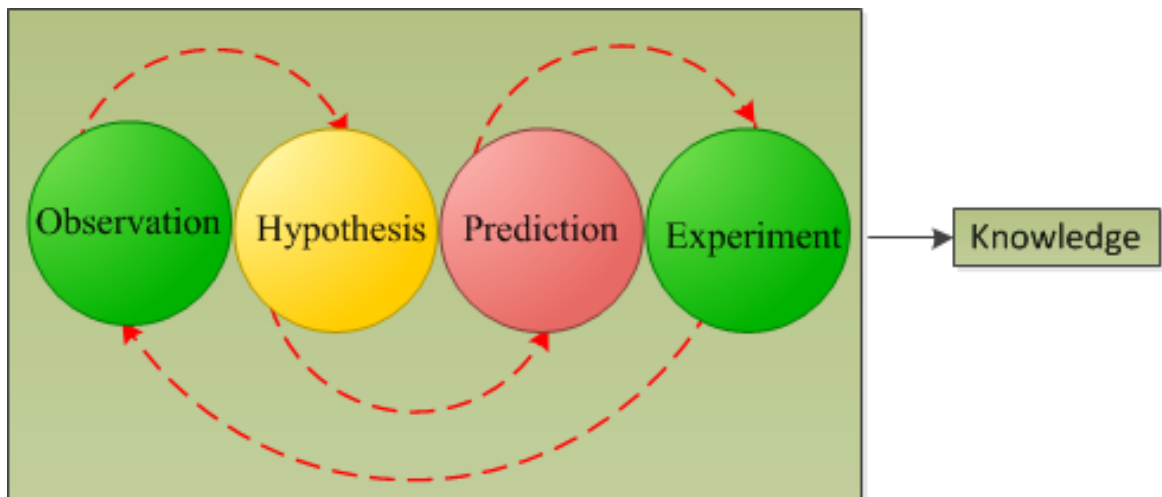 Observation
Hypothesis
Prediction
Experiment
Knowledge